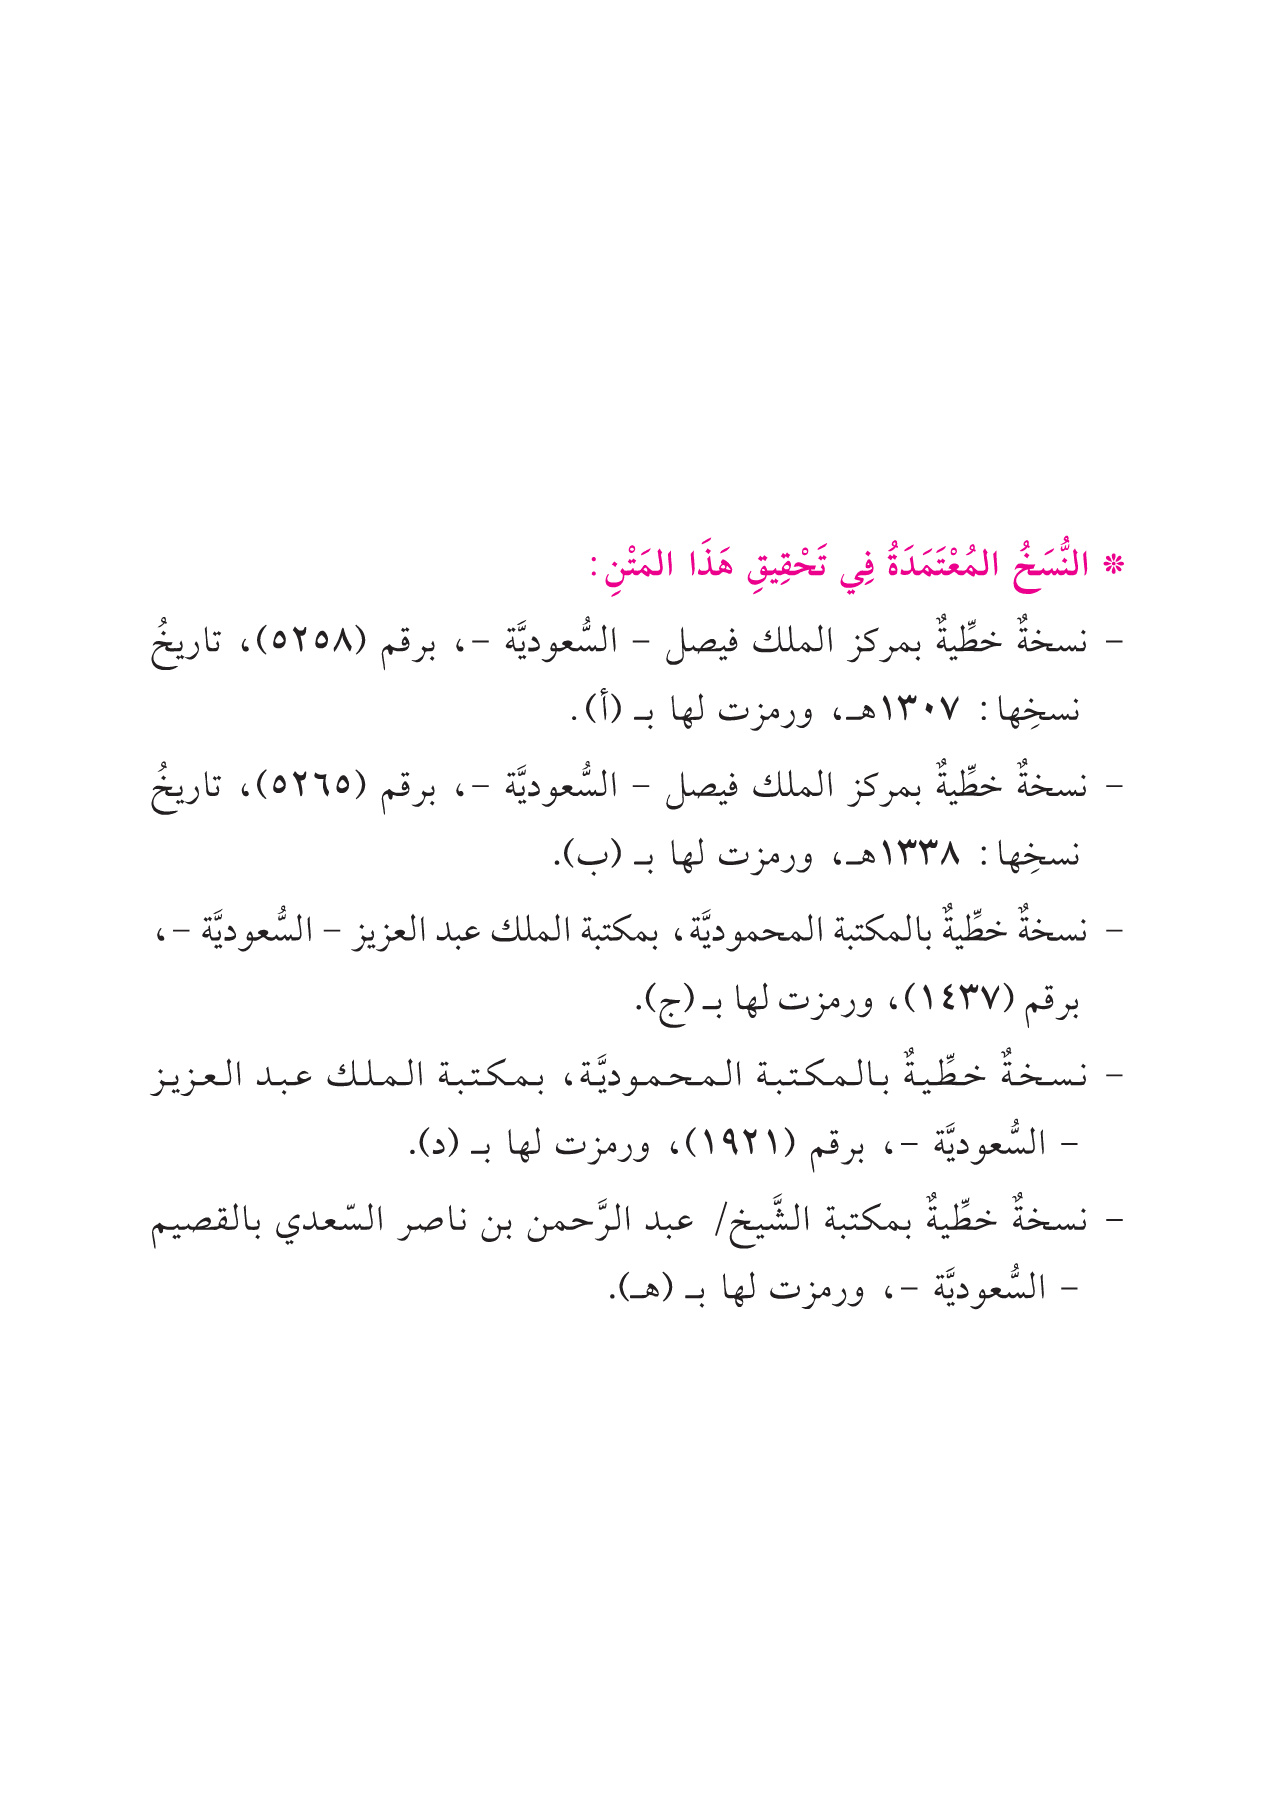 * النُّسَخُ المُعْتَمَدَةُ فِي تَحْقِيقِ هَذَا المَتْنِ:
- نسخةٌ خطِّيةٌ بمركز الملك فيصل - السُّعوديَّة -، برقم (٥٢٥٨)، تاريخُ
نسخِها: ١٣٠٧هـ، ورمزت لها بـ (أ).
- نسخةٌ خطِّيةٌ بمركز الملك فيصل - السُّعوديَّة -، برقم (٥٢٦٥)، تاريخُ
نسخِها: ١٣٣٨هـ، ورمزت لها بـ (ب).
- نسخةٌ خطِّيةٌ بالمكتبة المحموديَّة، بمكتبة الملك عبد العزيز - السُّعوديَّة -،
برقم (١٤٣٧)، ورمزت لها بـ (ج).
- نسخةٌ خطِّيةٌ بالمكتبة المحموديَّة، بمكتبة الملك عبد العزيز
- السُّعوديَّة -، برقم (١٩٢١)، ورمزت لها بـ (د).
- نسخةٌ خطِّيةٌ بمكتبة الشَّيخ/ عبد الرَّحمن بن ناصر السّعدي بالقصيم
- السُّعوديَّة -، ورمزت لها بـ (هـ).